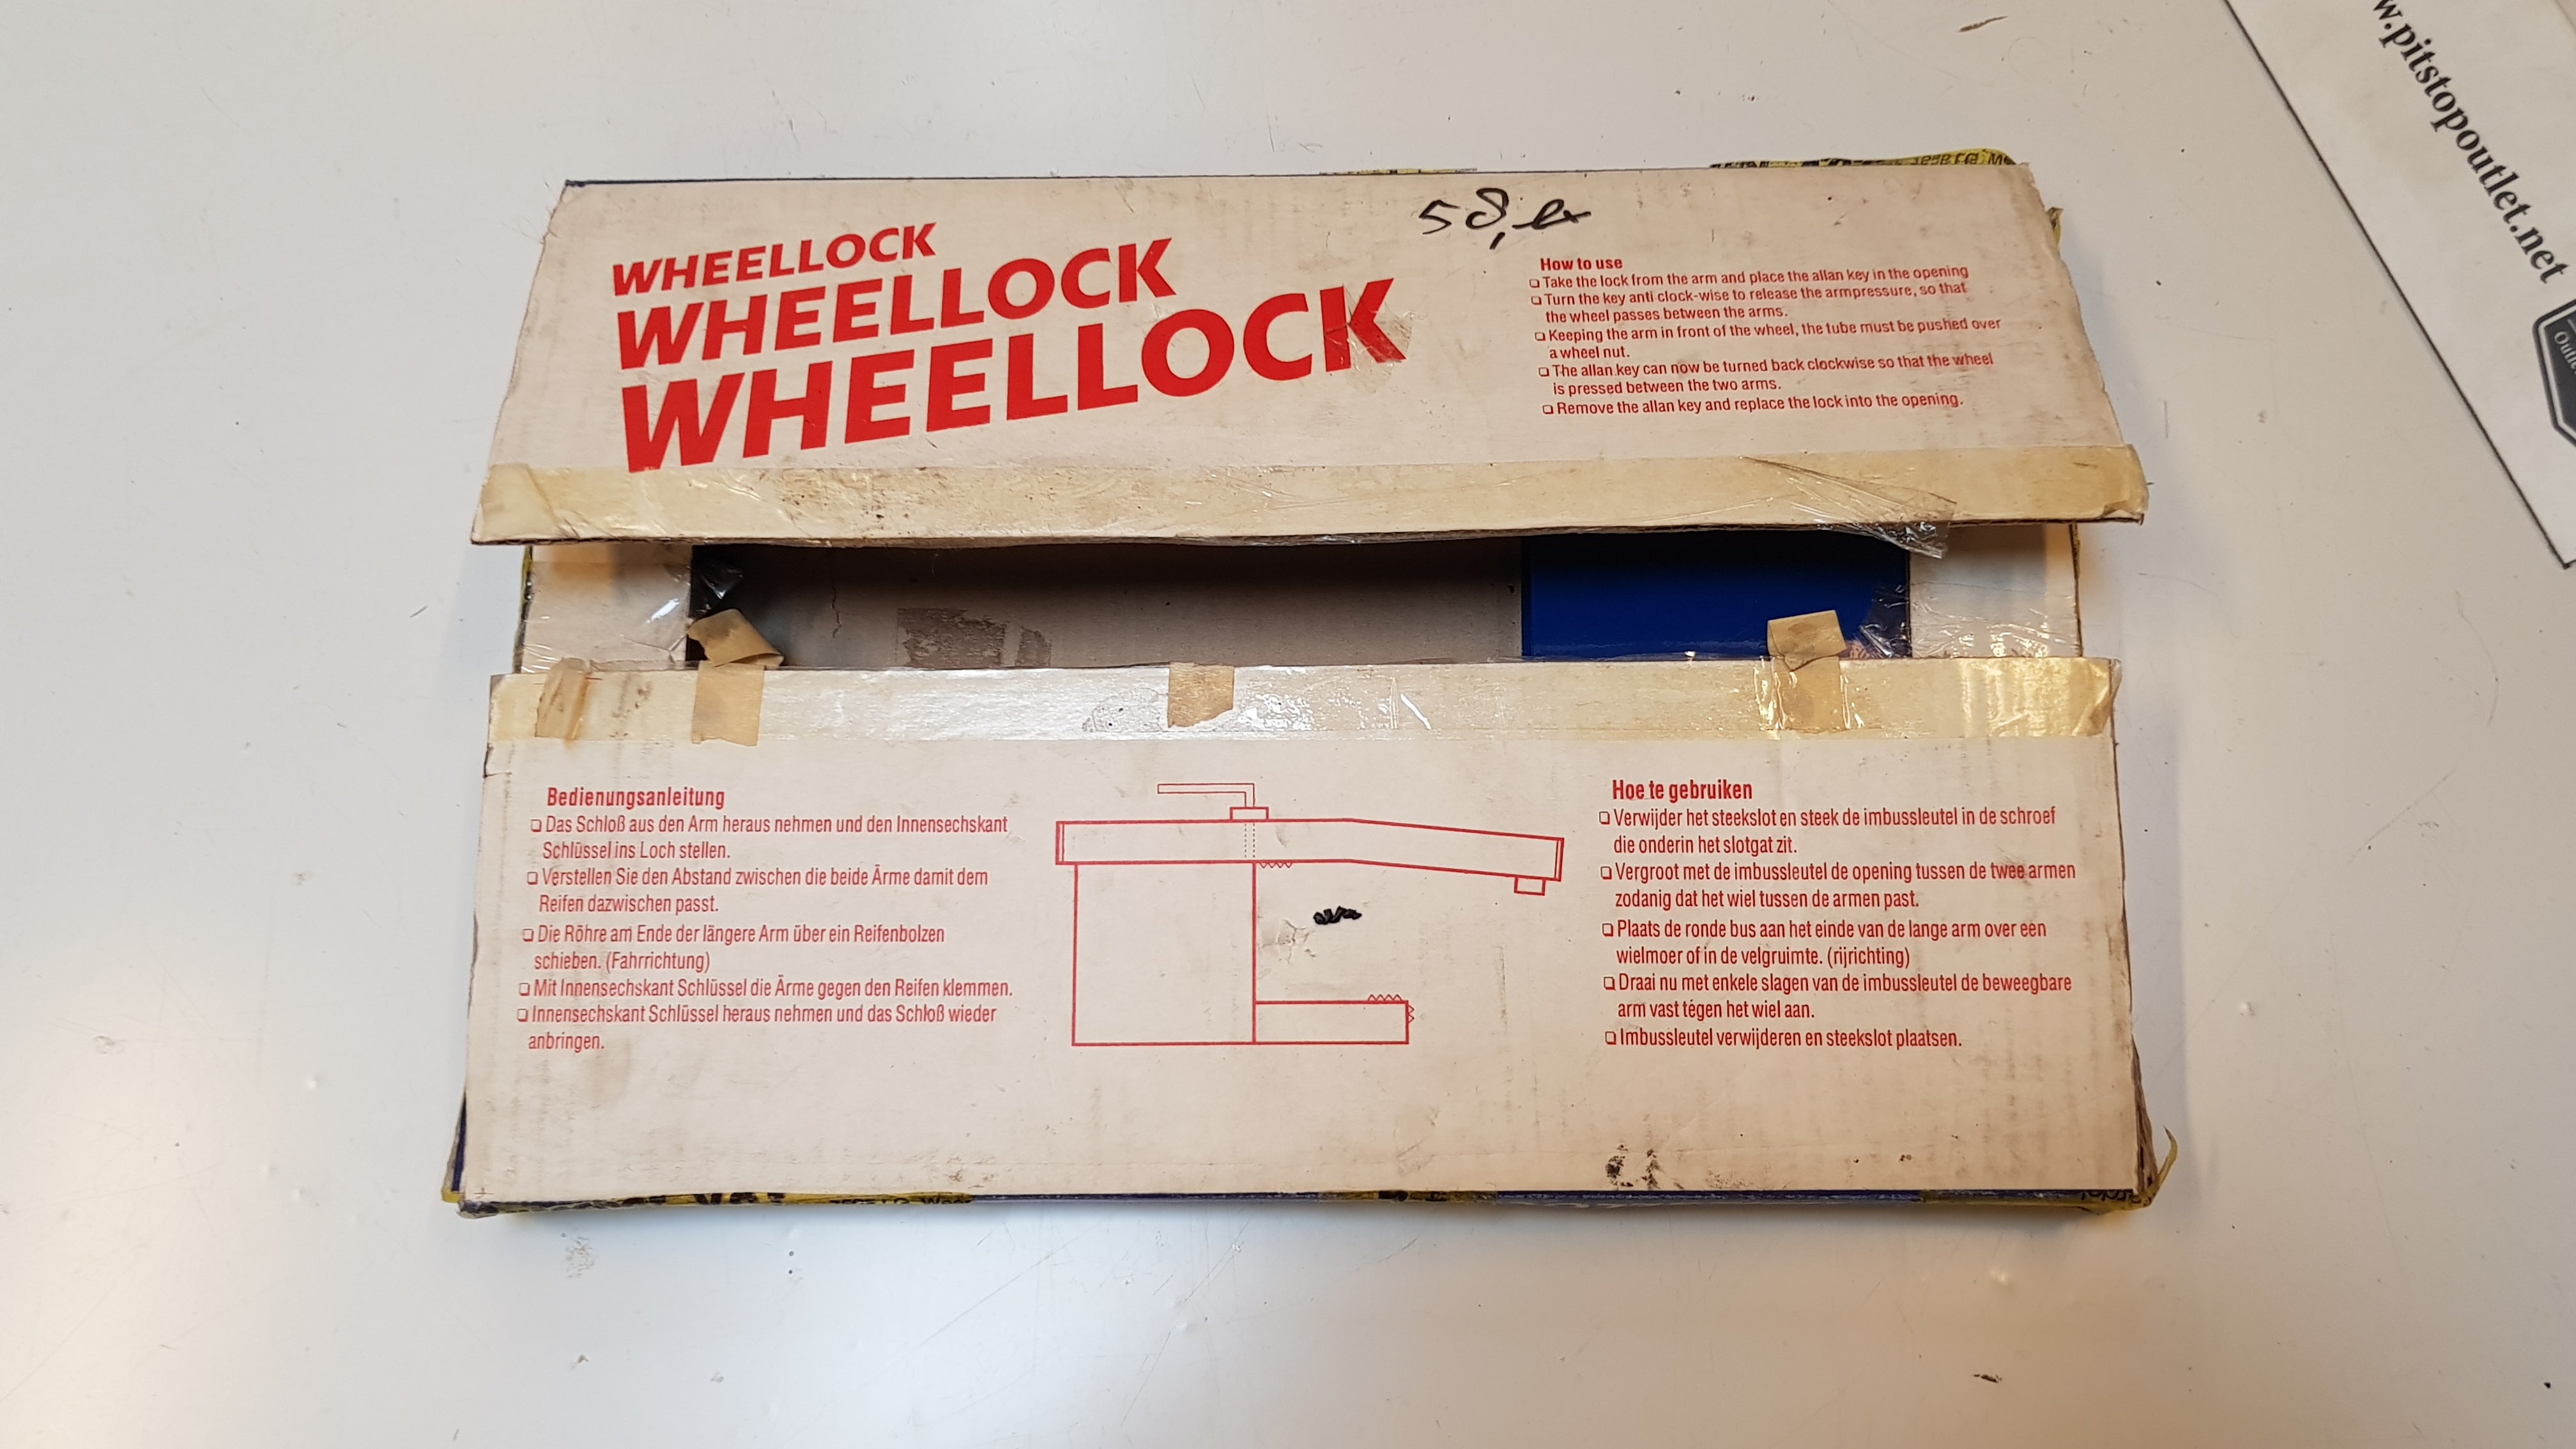 www.pitstopoutlet.net
WHEELLOCK
WHEELLOCK
WHEELLOCK
58,
How to use
❏ Take the lock from the arm and place the allan key in the opening
❏ Turn the key anti clock-wise to release the armpressure, so that
the wheel passes between the arms.
❏ Keeping the arm in front of the wheel, the tube must be pushed over
a wheel nut.
❏ The allan key can now be turned back clockwise so that the wheel
is pressed between the two arms.
❏ Remove the allan key and replace the lock into the opening.
Bedienungsanleitung
❏ Das Schloß aus den Arm heraus nehmen und den Innensechskant
Schlüssel ins Loch stellen.
❏ Verstellen Sie den Abstand zwischen die beide Ärme damit dem
Reifen dazwischen passt.
❏ Die Röhre am Ende der längere Arm über ein Reifenbolzen
schieben. (Fahrrichtung)
❏ Mit Innensechskant Schlüssel die Ärme gegen den Reifen klemmen.
❏ Innensechskant Schlüssel heraus nehmen und das Schloß wieder
anbringen.
Hoe te gebruiken
❏ Verwijder het steekslot en steek de imbussleutel in de schroef
die onderin het slotgat zit.
❏ Vergroot met de imbussleutel de opening tussen de twee armen
zodanig dat het wiel tussen de armen past.
❏ Plaats de ronde bus aan het einde van de lange arm over een
wielmoer of in de velgruimte. (rijrichting)
❏ Draai nu met enkele slagen van de imbussleutel de beweegbare
arm vast tégen het wiel aan.
❏ Imbussleutel verwijderen en steekslot plaatsen.